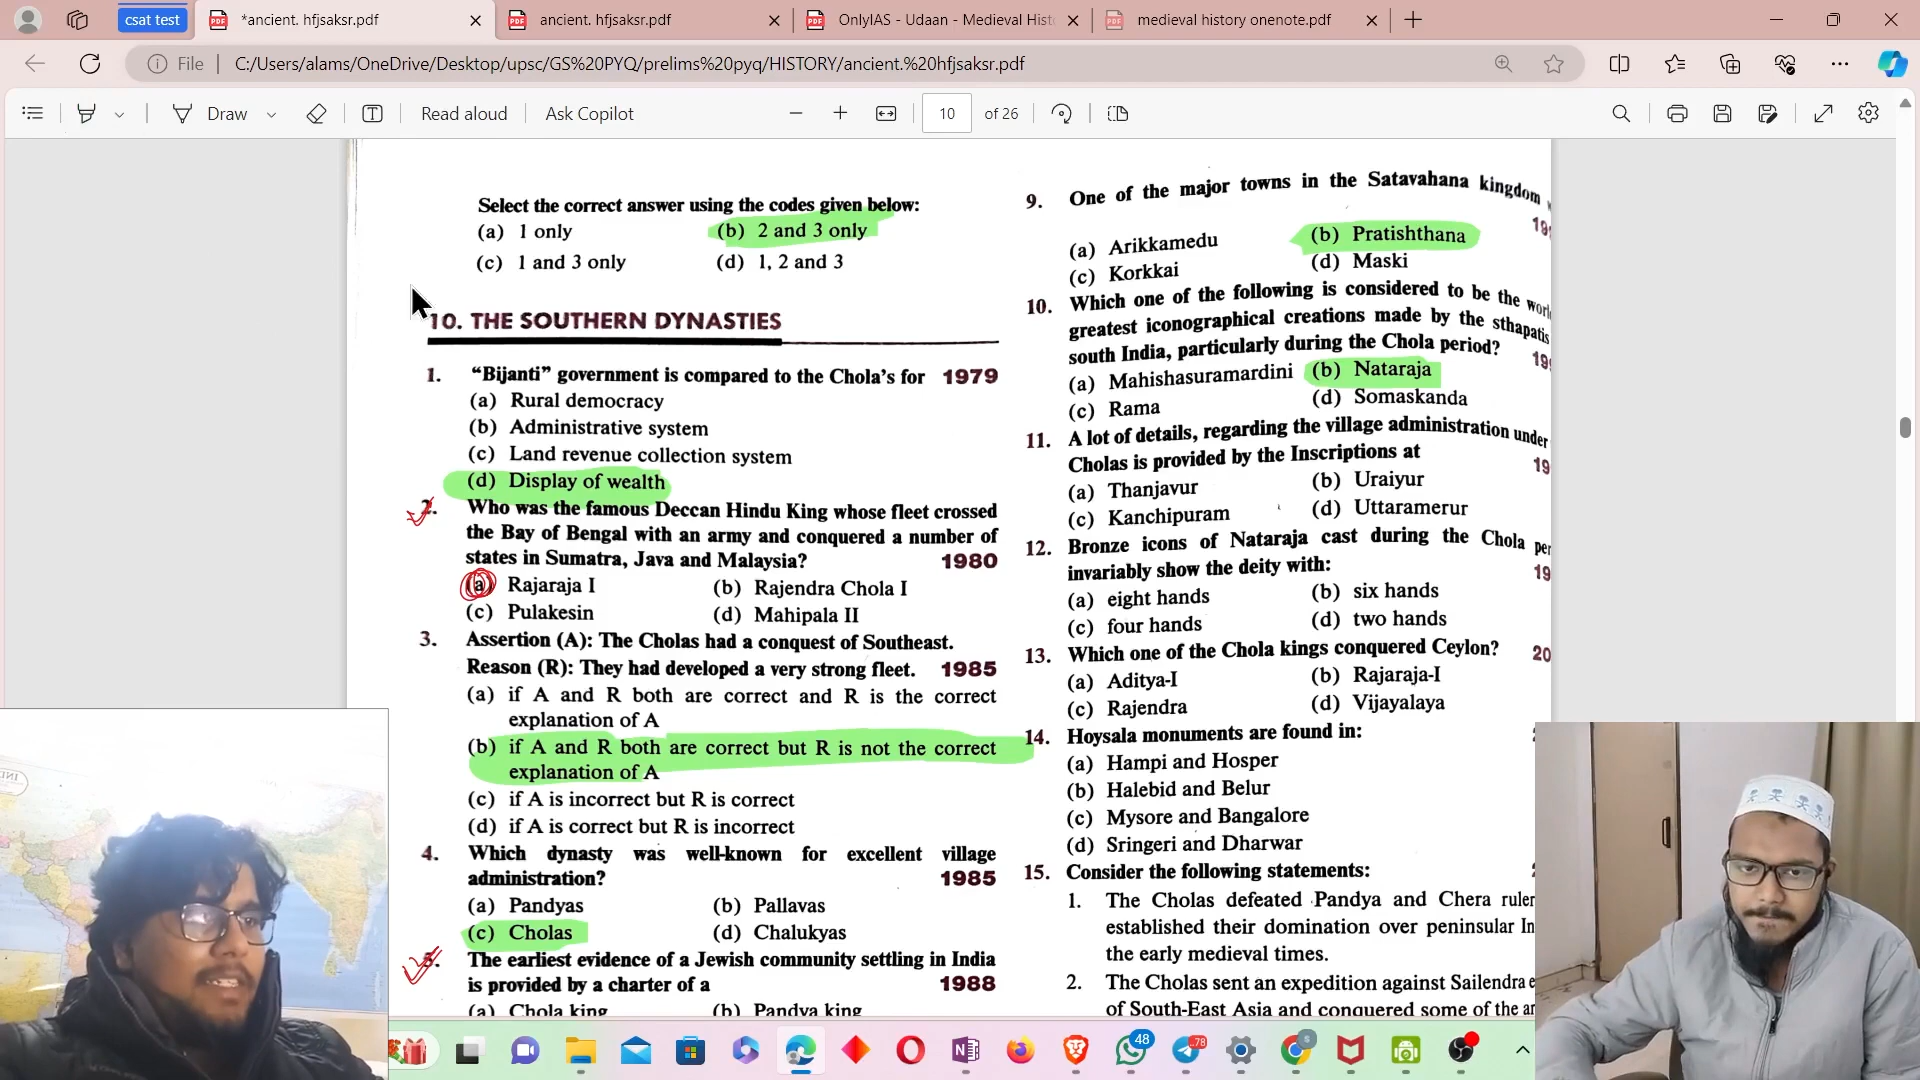 csat test
*ancient. hfjsaksr.pdf
ancient. hfjsaksr.pdf
OnlyIAS - Udaan - Medieval Hist
medieval history onenote.pdf
File
C:/Users/alams/OneDrive/Desktop/upsc/GS%20PYQ/prelims%20pyq/HISTORY/ancient.%20hfjsaksr.pdf
Draw
Read aloud
Ask Copilot
10 of 26
Select the correct answer using the codes given below:
(a) 1 only
(b) 2 and 3 only
(c) 1 and 3 only
(d) 1, 2 and 3
10. THE SOUTHERN DYNASTIES
1. "Bijanti" government is compared to the Chola's for 1979
(a) Rural democracy
(b) Administrative system
(c) Land revenue collection system
(d) Display of wealth
2. Who was the famous Deccan Hindu King whose fleet crossed
the Bay of Bengal with an army and conquered a number of
states in Sumatra, Java and Malaysia? 1980
(a) Rajaraja I
(b) Rajendra Chola I
(c) Pulakesin
(d) Mahipala II
3. Assertion (A): The Cholas had a conquest of Southeast.
Reason (R): They had developed a very strong fleet. 1985
(a) if A and R both are correct and R is the correct
explanation of A
(b) if A and R both are correct but R is not the correct
explanation of A
(c) if A is incorrect but R is correct
(d) if A is correct but R is incorrect
4. Which dynasty was well-known for excellent village
administration? 1985
(a) Pandyas
(b) Pallavas
(c) Cholas
(d) Chalukyas
5. The earliest evidence of a Jewish community settling in India
is provided by a charter of a 1988
(a) Chola king
(b) Pandya king
9. One of the major towns in the Satavahana kingdom
(a) Arikkamedu
(b) Pratishthana
(c) Korkkai
(d) Maski
10. Which one of the following is considered to be the worl
greatest iconographical creations made by the sthapatis
south India, particularly during the Chola period? 19
(a) Mahishasuramardini
(b) Nataraja
(c) Rama
(d) Somaskanda
11. A lot of details, regarding the village administration under
Cholas is provided by the Inscriptions at 19
(a) Thanjavur
(b) Uraiyur
(c) Kanchipuram
(d) Uttaramerur
12. Bronze icons of Nataraja cast during the Chola per
invariably show the deity with: 19
(a) eight hands
(b) six hands
(c) four hands
(d) two hands
13. Which one of the Chola kings conquered Ceylon? 20
(a) Aditya-I
(b) Rajaraja-I
(c) Rajendra
(d) Vijayalaya
14. Hoysala monuments are found in:
(a) Hampi and Hosper
(b) Halebid and Belur
(c) Mysore and Bangalore
(d) Sringeri and Dharwar
15. Consider the following statements:
1. The Cholas defeated Pandya and Chera ruler
established their domination over peninsular In
the early medieval times.
2. The Cholas sent an expedition against Sailendra e
of South-East Asia and conquered some of the ar
48
78